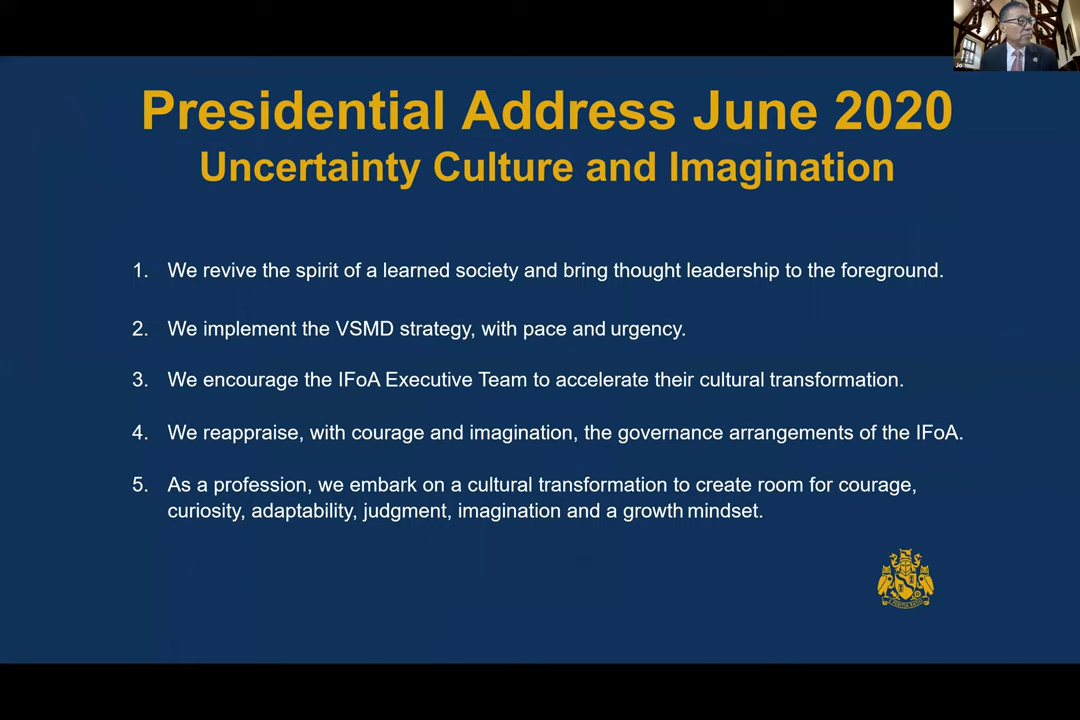 Jo
Presidential Address June 2020
Uncertainty Culture and Imagination
1. We revive the spirit of a learned society and bring thought leadership to the foreground.
2. We implement the VSMD strategy, with pace and urgency.
3. We encourage the IFoA Executive Team to accelerate their cultural transformation.
4. We reappraise, with courage and imagination, the governance arrangements of the IFoA.
5. As a profession, we embark on a cultural transformation to create room for courage,
curiosity, adaptability, judgment, imagination and a growth mindset.